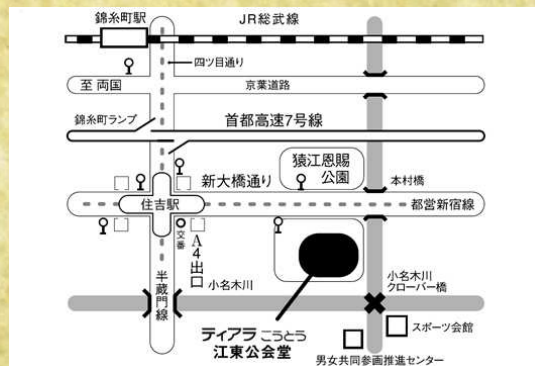 錦糸町駅
JR総武線
四ツ目通り
至 両国
京葉道路
錦糸町ランプ
首都高速7号線
猿江恩賜
公園
新大橋通り
本村橋
住吉駅
都営新宿線
交番
A4出口
半蔵門線
小名木川
小名木川
クローバー橋
ティアラ こうとう
江東公会堂
スポーツ会館
男女共同参画推進センター